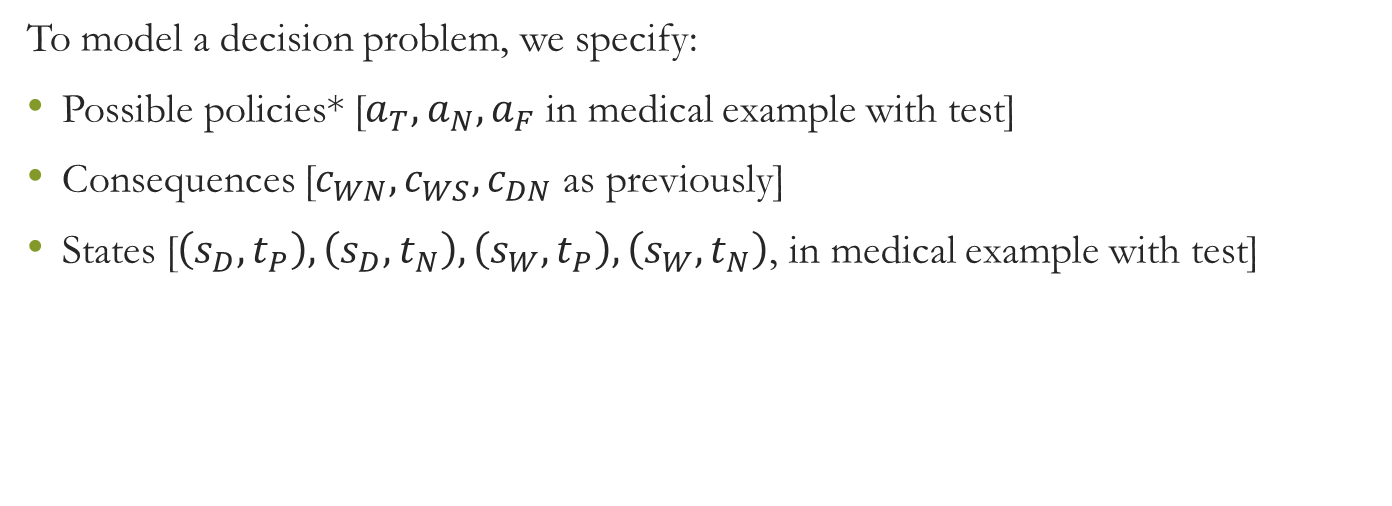 To model a decision problem, we specify:
• Possible policies* [𝑎_T, 𝑎_N, 𝑎_F in medical example with test]
• Consequences [𝑐_WN, 𝑐_WS, 𝑐_DN as previously]
• States [(𝑠_D, 𝑡_P), (𝑠_D, 𝑡_N), (𝑠_W, 𝑡_P), (𝑠_W, 𝑡_N), in medical example with test]